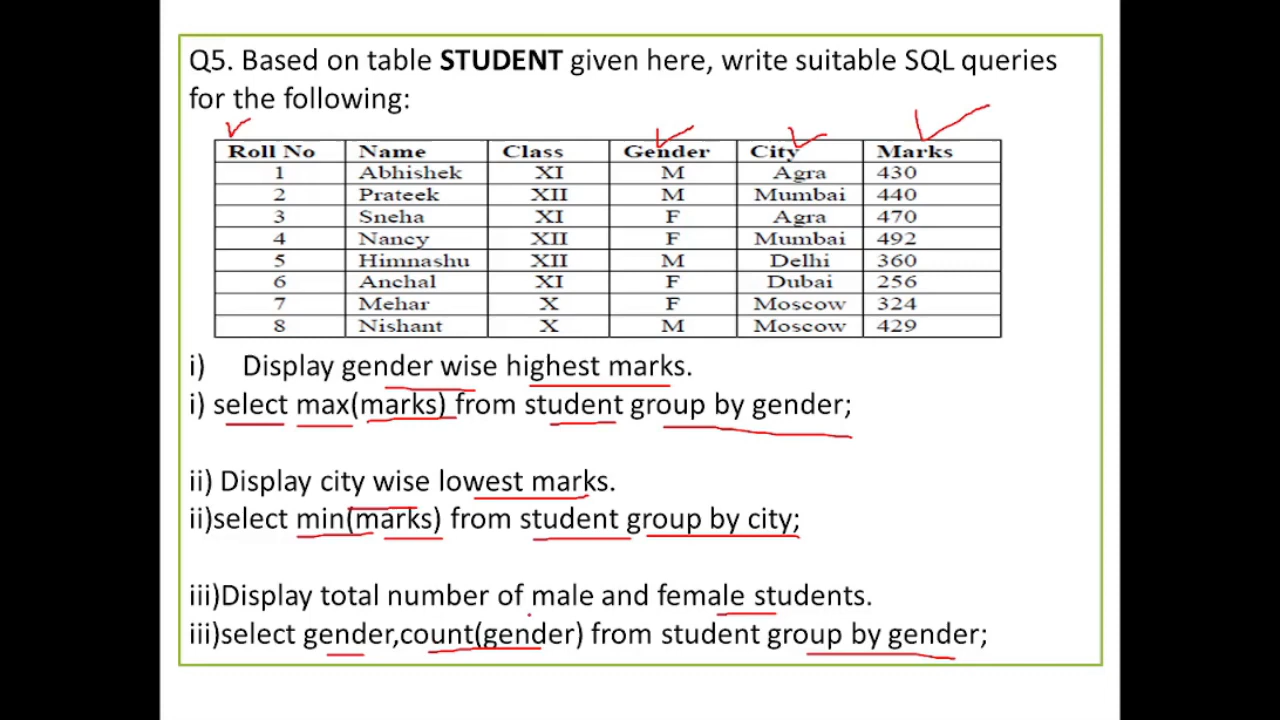 Q5. Based on table STUDENT given here, write suitable SQL queries
for the following:
Roll No Name Class Gender City Marks
1 Abhishek XI M Agra 430
2 Prateek XII M Mumbai 440
3 Sneha XI F Agra 470
4 Nancy XII F Mumbai 492
5 Himnashu XII M Delhi 360
6 Anchal XI F Dubai 256
7 Mehar X F Moscow 324
8 Nishant X M Moscow 429
i) Display gender wise highest marks.
i) select max(marks) from student group by gender;
ii) Display city wise lowest marks.
ii)select min(marks) from student group by city;
iii)Display total number of male and female students.
iii)select gender,count(gender) from student group by gender;